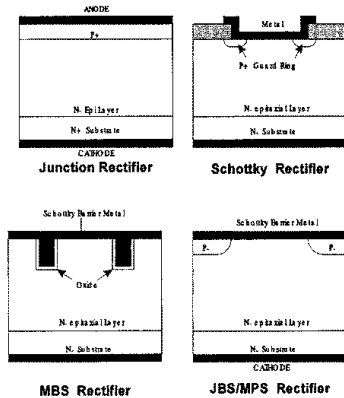 ANODE
P+
N- Epi Layer
N+ Substrate
CATHODE
Junction Rectifier
Metal
P+ Guard Ring
N- epitaxial layer
N+ Substrate
Schottky Rectifier
Schottky Barrier Metal
Oxide
N- epitaxial layer
N+ Substrate
MBS Rectifier
Schottky Barrier Metal
P+
P+
N- epitaxial layer
N+ Substrate
CATHODE
JBS/MPS Rectifier